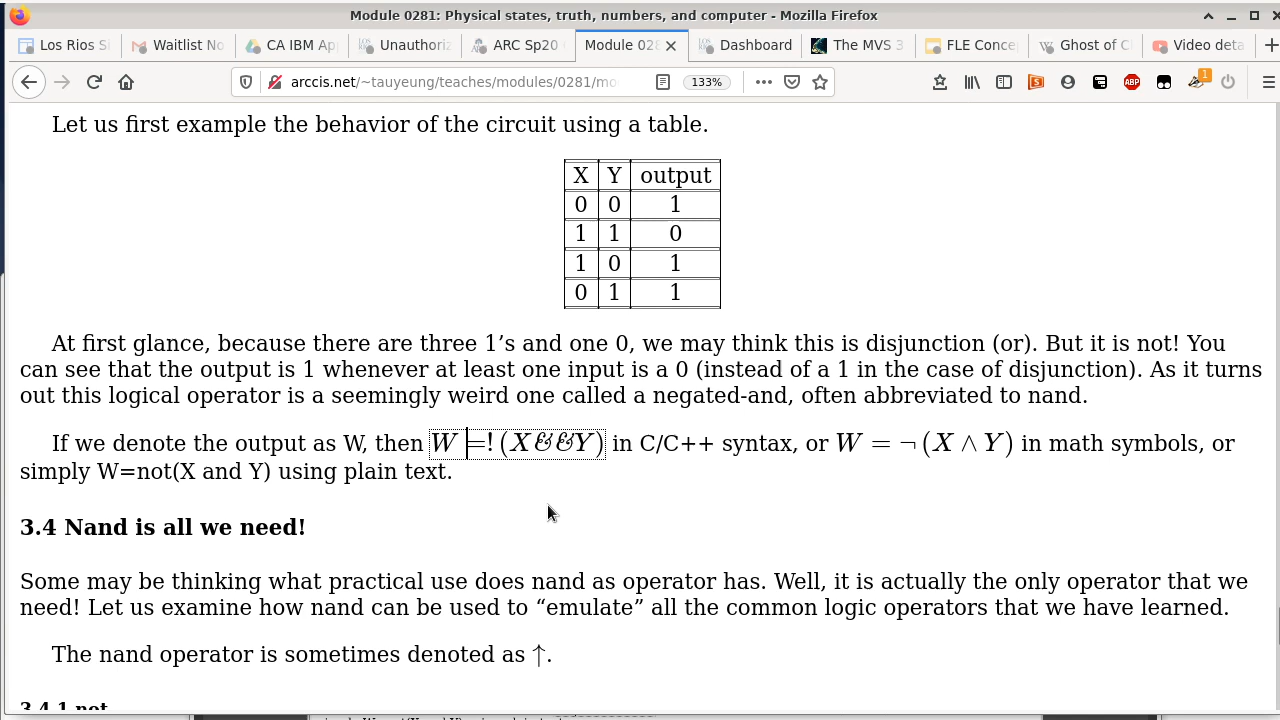 Module 0281: Physical states, truth, numbers, and computer - Mozilla Firefox
Los Rios S
Waitlist No
CA IBM Ap
Unauthoriz
ARC Sp20
Module 028
Dashboard
The MVS 3
FLE Conce
Ghost of C
Video deta
arccis.net/~tauyeung/teaches/modules/0281/mo
133%
ABP
1
Let us first example the behavior of the circuit using a table.
X Y output
0 0 1
1 1 0
1 0 1
0 1 1
At first glance, because there are three 1’s and one 0, we may think this is disjunction (or). But it is not! You
can see that the output is 1 whenever at least one input is a 0 (instead of a 1 in the case of disjunction). As it turns
out this logical operator is a seemingly weird one called a negated-and, often abbreviated to nand.
If we denote the output as W, then W =! (X&&Y) in C/C++ syntax, or W = ¬ (X ∧ Y) in math symbols, or
simply W=not(X and Y) using plain text.
3.4 Nand is all we need!
Some may be thinking what practical use does nand as operator has. Well, it is actually the only operator that we
need! Let us examine how nand can be used to “emulate” all the common logic operators that we have learned.
The nand operator is sometimes denoted as ↑.
3.4.1 not